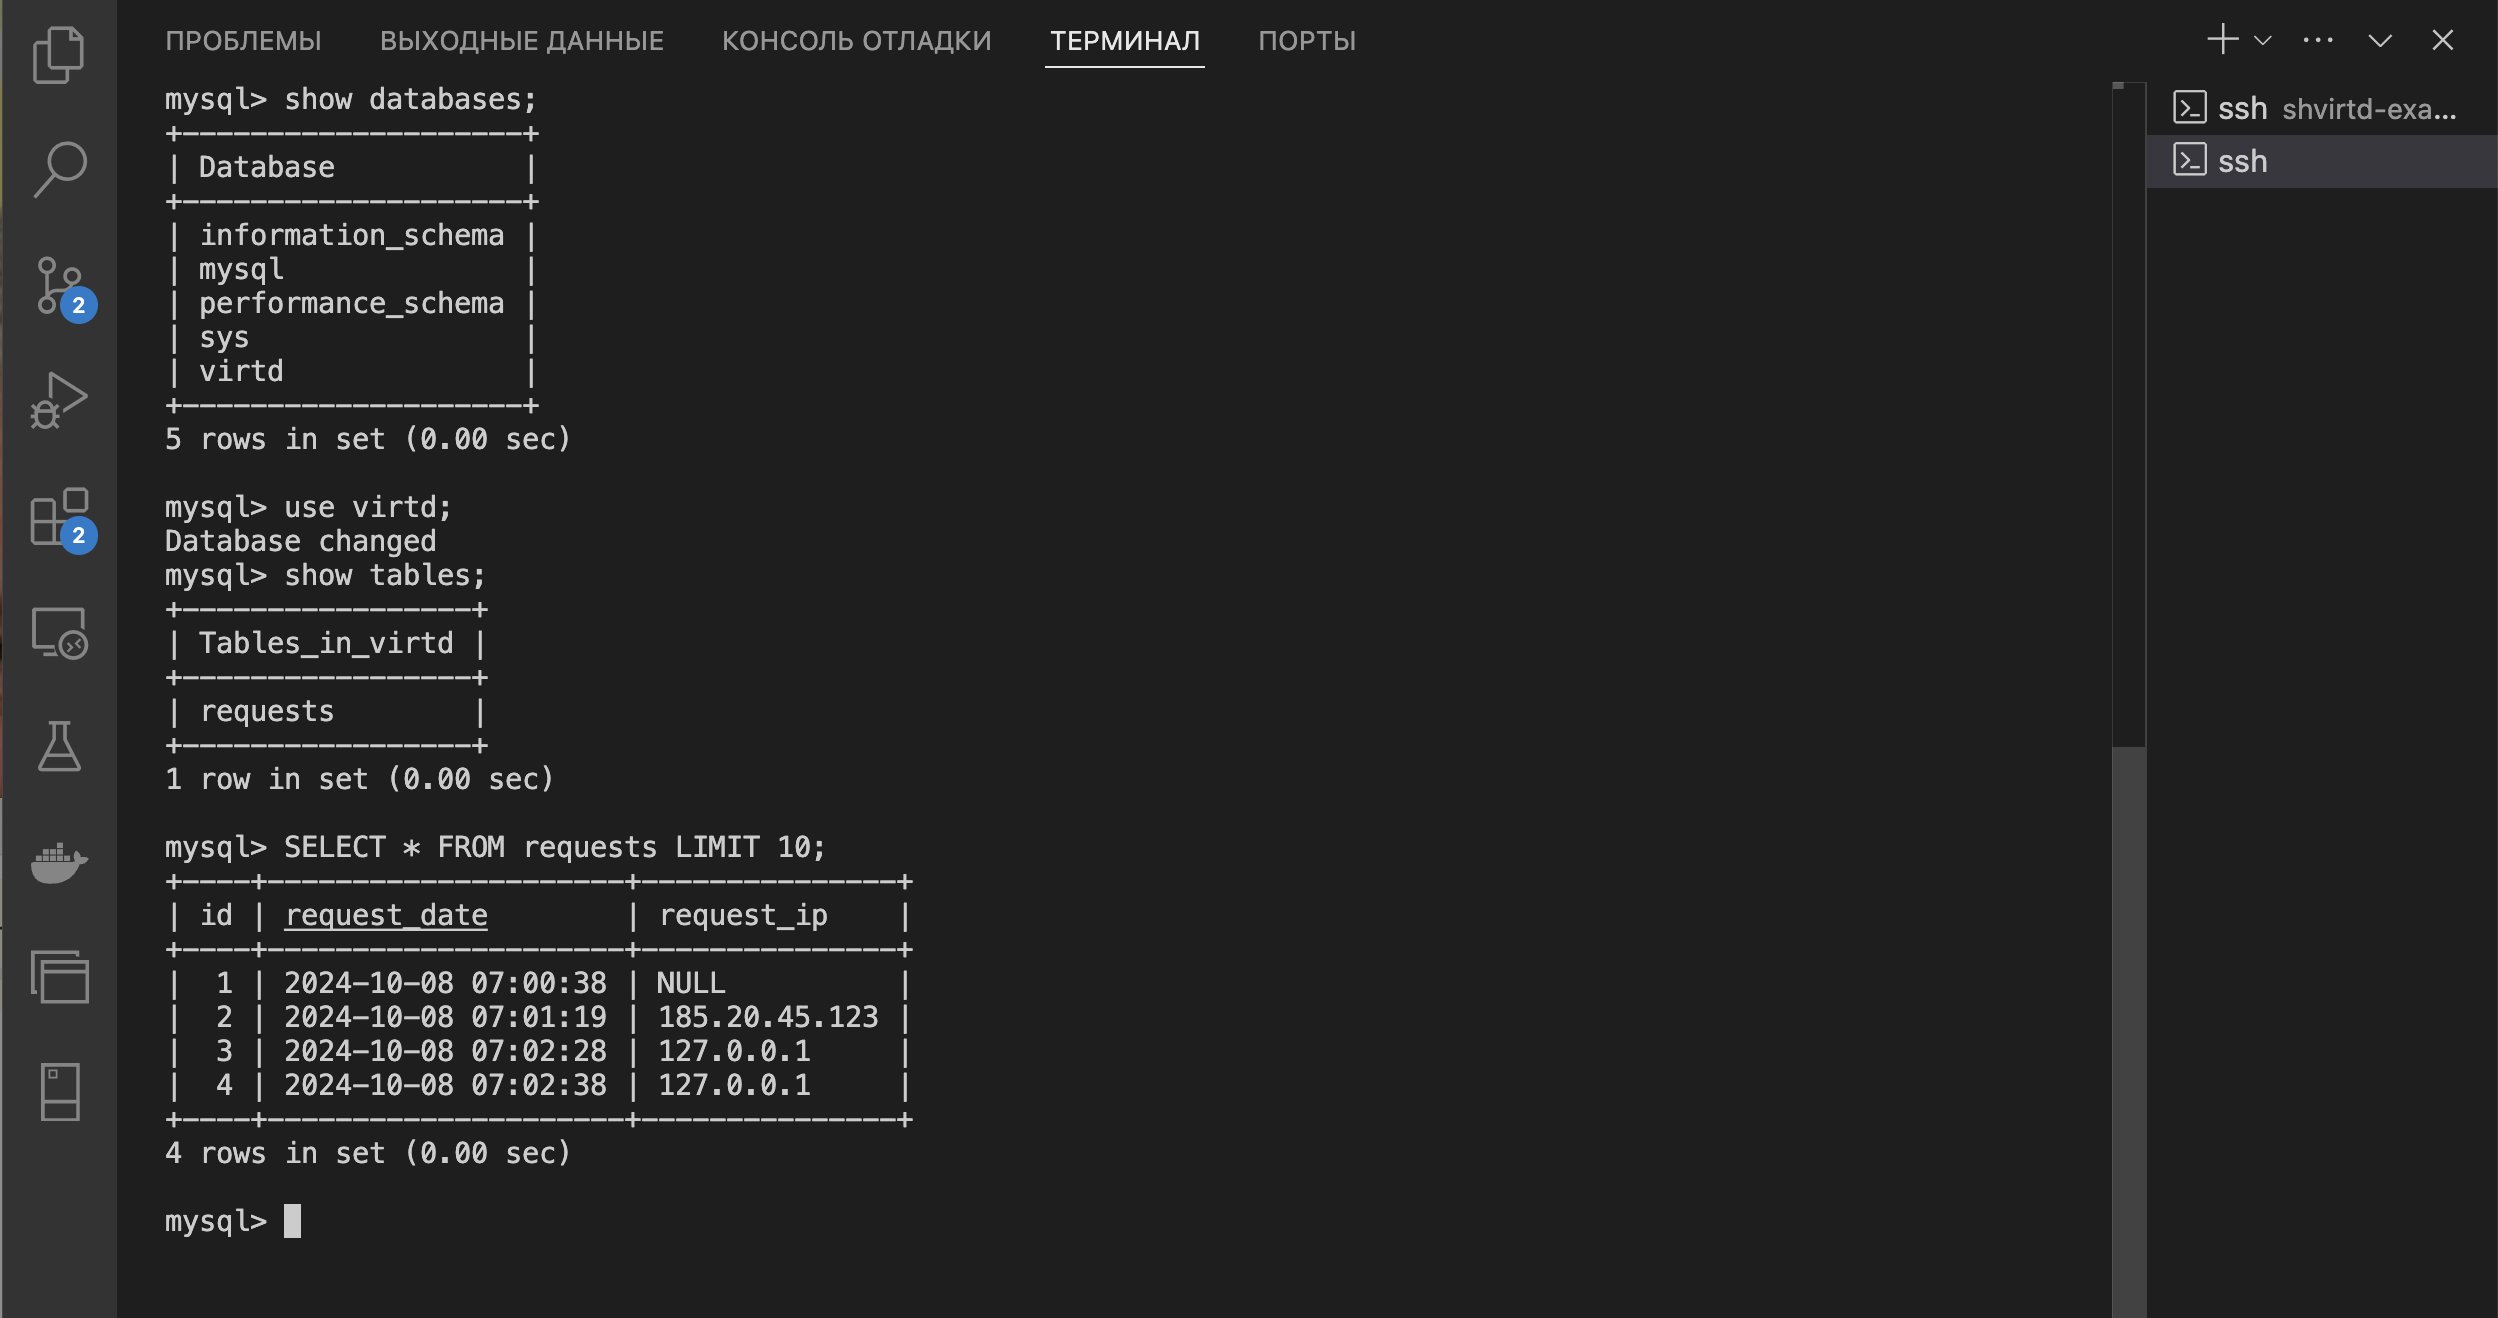 ПРОБЛЕМЫ ВЫХОДНЫЕ ДАННЫЕ КОНСОЛЬ ОТЛАДКИ ТЕРМИНАЛ ПОРТЫ
mysql> show databases;
+--------------------+
| Database           |
+--------------------+
| information_schema |
| mysql              |
| performance_schema |
| sys                |
| virtd              |
+--------------------+
5 rows in set (0.00 sec)

mysql> use virtd;
Database changed
mysql> show tables;
+-----------------+
| Tables_in_virtd |
+-----------------+
| requests        |
+-----------------+
1 row in set (0.00 sec)

mysql> SELECT * FROM requests LIMIT 10;
+----+---------------------+---------------+
| id | request_date        | request_ip    |
+----+---------------------+---------------+
|  1 | 2024-10-08 07:00:38 | NULL          |
|  2 | 2024-10-08 07:01:19 | 185.20.45.123 |
|  3 | 2024-10-08 07:02:28 | 127.0.0.1     |
|  4 | 2024-10-08 07:02:38 | 127.0.0.1     |
+----+---------------------+---------------+
4 rows in set (0.00 sec)

mysql>
ssh shvirtd-exa...
ssh
2
2